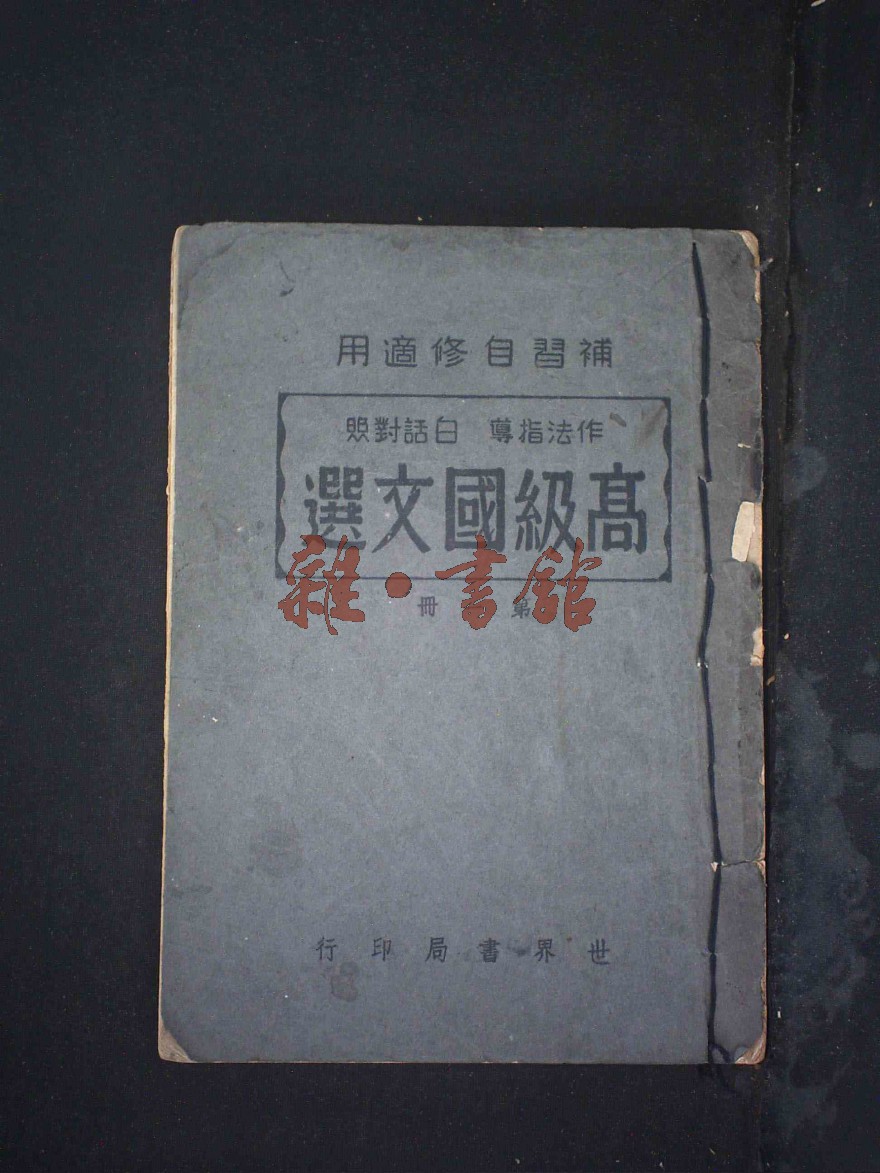 補習自修適用
作法指導 白話對照
高級國文選
第 冊
雜·書館
世界書局印行